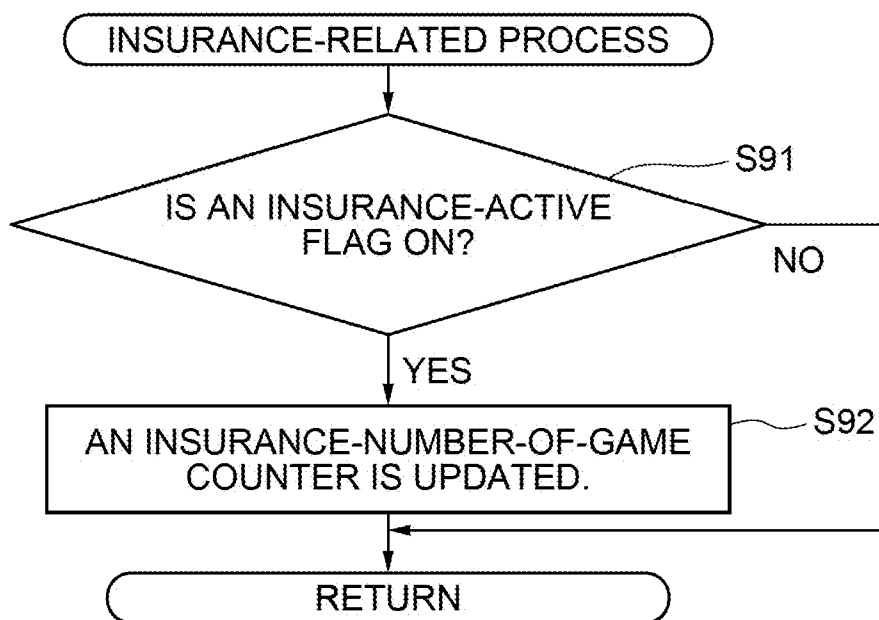 INSURANCE-RELATED PROCESS
S91
IS AN INSURANCE-ACTIVE
FLAG ON?
NO
YES
S92
AN INSURANCE-NUMBER-OF-GAME
COUNTER IS UPDATED.
RETURN